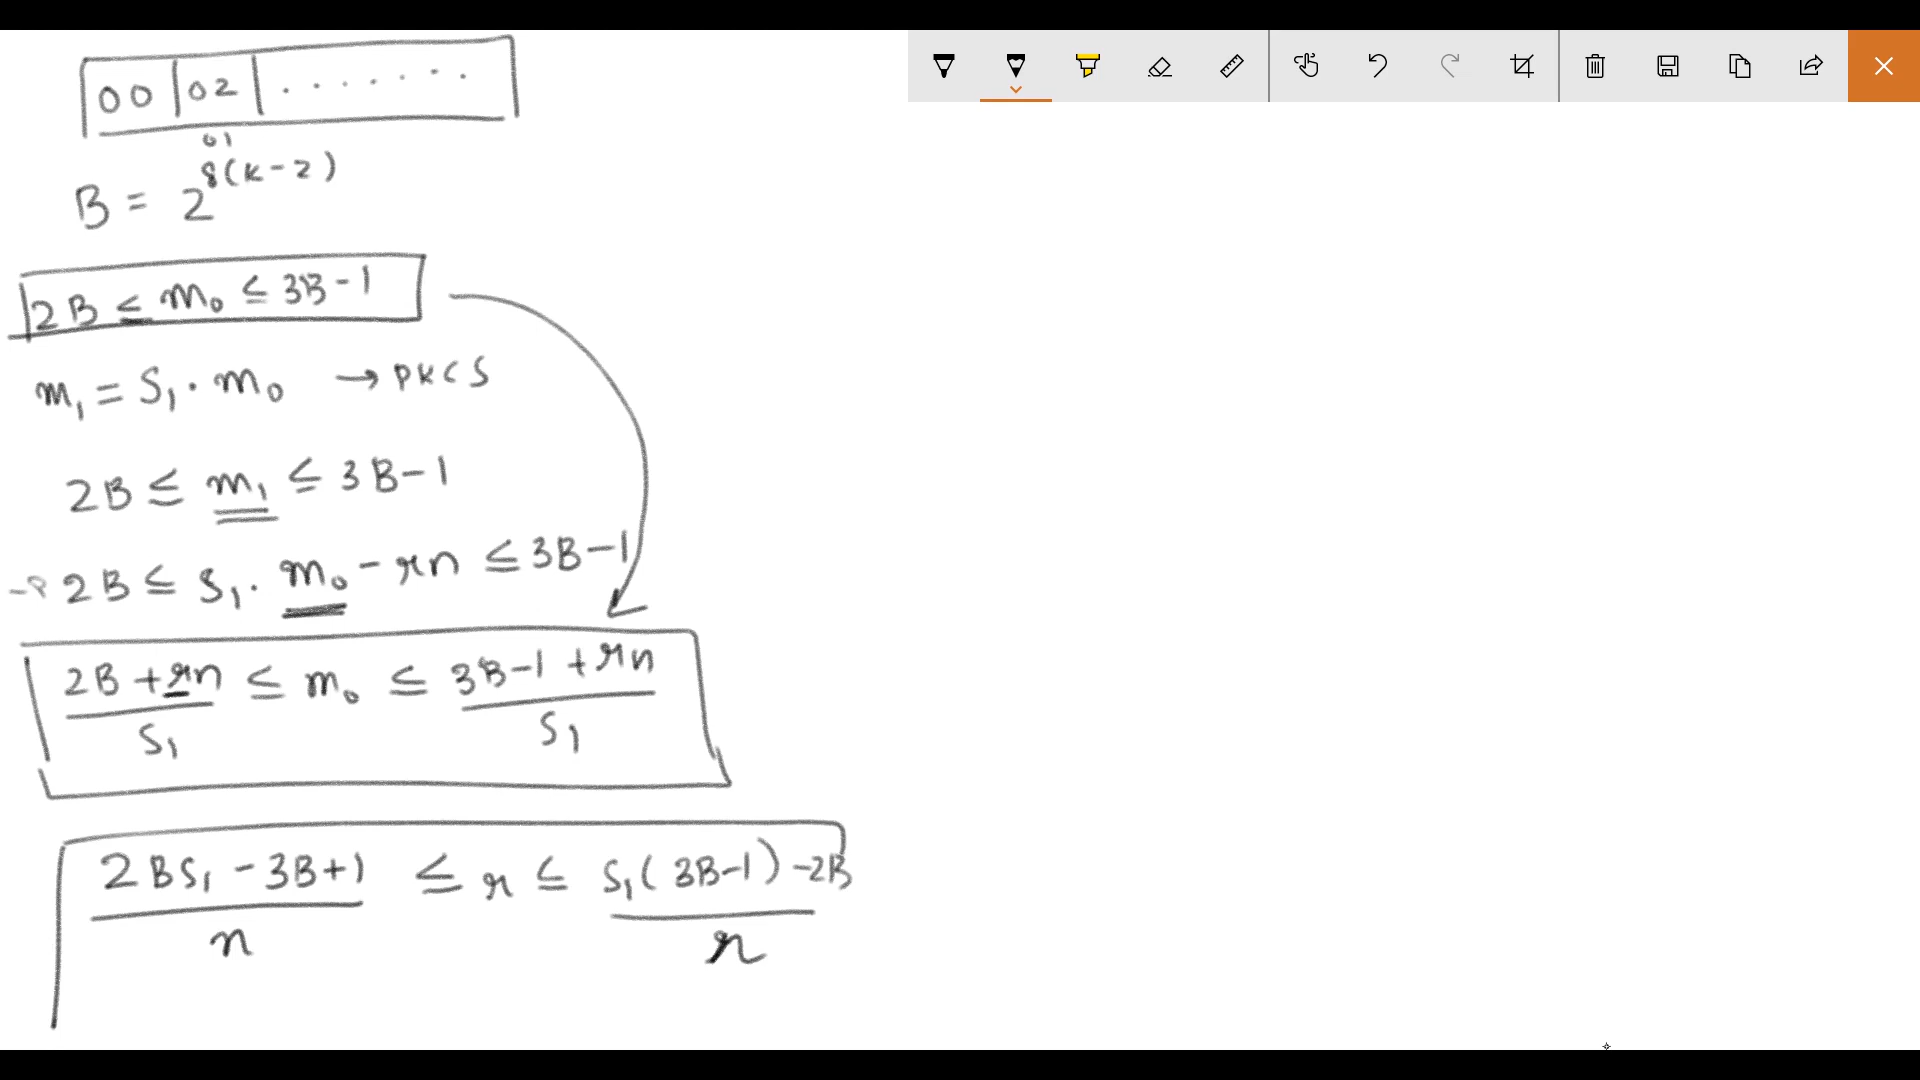 00 | 02 | . . . . . . .
01
B = 2^8(k-2)
2B ≤ m₀ ≤ 3B-1
m₁ = S₁ · m₀ → PKCS
2B ≤ m₁ ≤ 3B-1
2B ≤ S₁ · m₀ - rn ≤ 3B-1
(2B + rn)/S₁ ≤ m₀ ≤ (3B-1 + rn)/S₁
(2BS₁ - 3B+1)/n ≤ r ≤ (S₁(3B-1) - 2B)/n